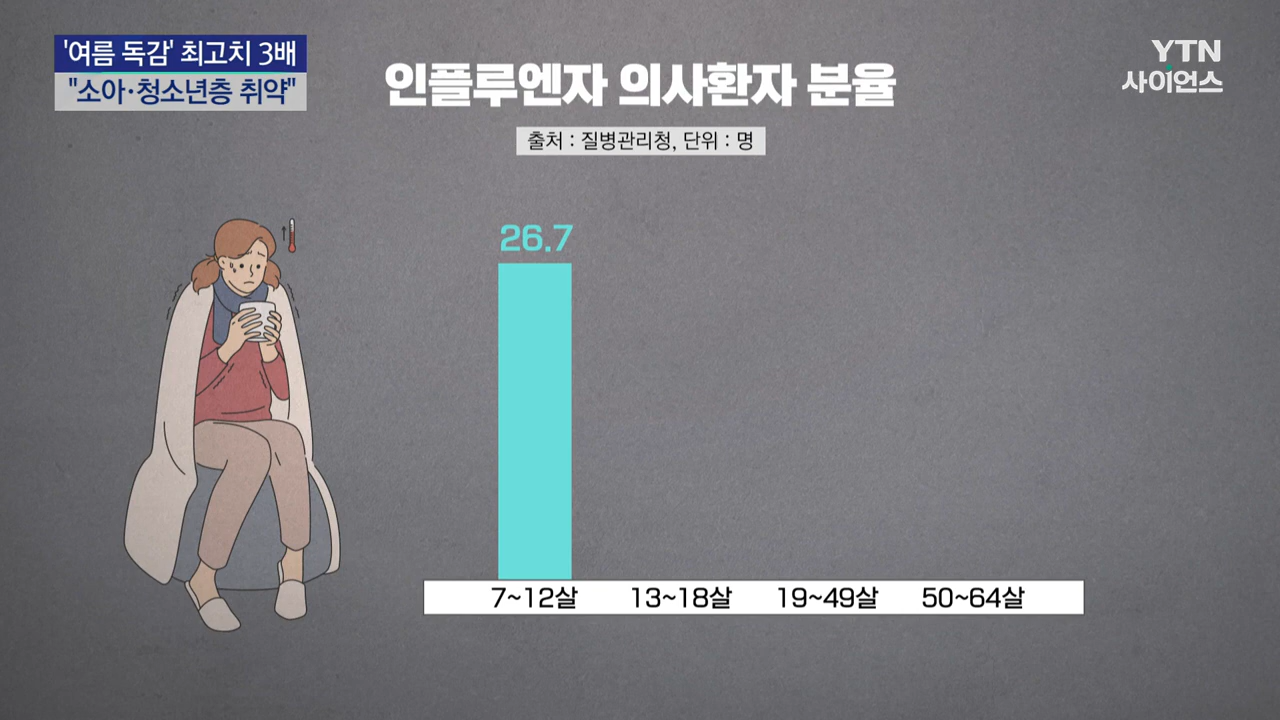 '여름 독감' 최고치 3배
"소아·청소년층 취약"
인플루엔자 의사환자 분율
출처 : 질병관리청, 단위 : 명
YTN
사이언스
26.7
7~12살 13~18살 19~49살 50~64살